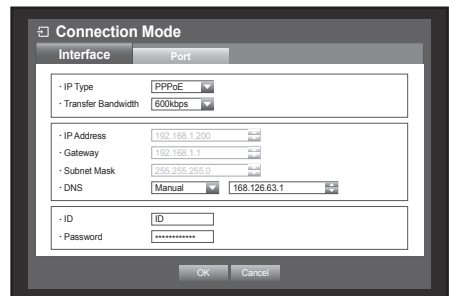 Connection Mode
Interface Port
· IP Type PPPoE
· Transfer Bandwidth 600kbps
· IP Address 192.168.1.200
· Gateway 192.168.1.1
· Subnet Mask 255.255.255.0
· DNS Manual 168.126.63.1
· ID ID
· Password ************
OK Cancel